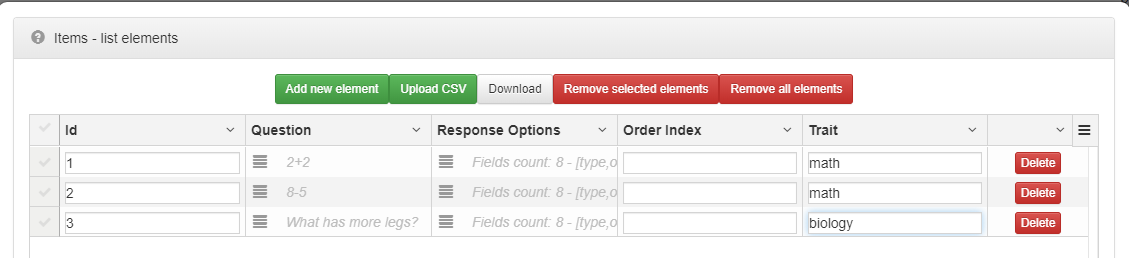 Items - list elements
Add new element Upload CSV Download Remove selected elements Remove all elements
Id Question Response Options Order Index Trait
1 2+2 Fields count: 8 - [type,o math Delete
2 8-5 Fields count: 8 - [type,o math Delete
3 What has more legs? Fields count: 8 - [type,o biology Delete